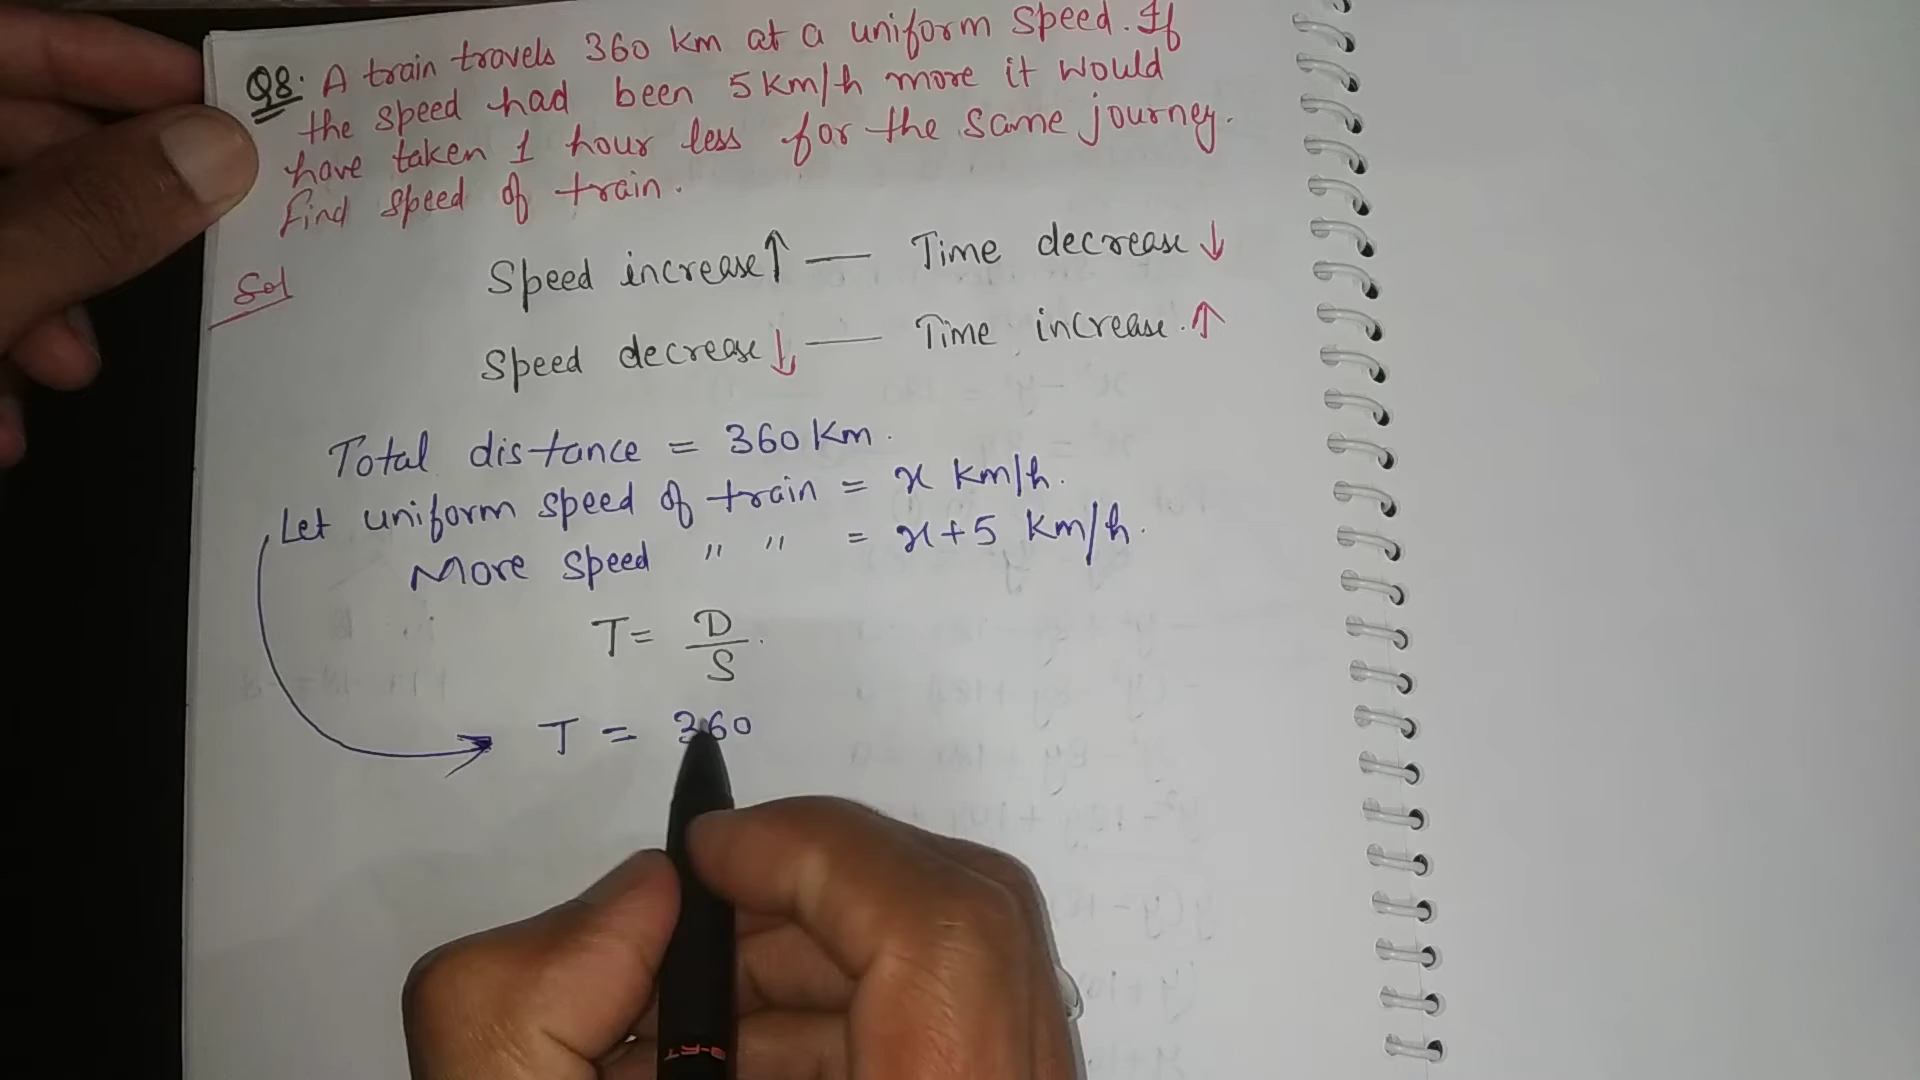 Q8. A train travels 360 km at a uniform speed. If
the speed had been 5 km/h more it would
have taken 1 hour less for the same journey.
Find speed of train.
Sol
Speed increase ↑ — Time decrease ↓
Speed decrease ↓ — Time increase. ↑
Total distance = 360 Km.
Let uniform speed of train = x km/h.
More speed " " = x+5 km/h.
T = D/S.
T = 360